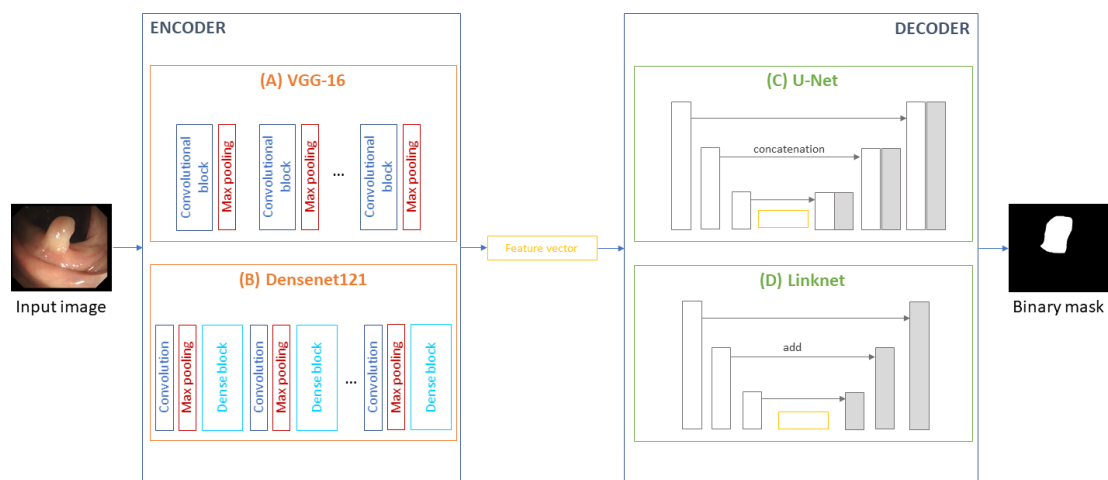 ENCODER
(A) VGG-16
Convolutional
block
Max pooling
Convolutional
block
Max pooling
...
Convolutional
block
Max pooling
(B) Densenet121
Convolution
Max pooling
Dense block
Convolution
Max pooling
Dense block
...
Convolution
Max pooling
Dense block
Input image
Feature vector
DECODER
(C) U-Net
concatenation
(D) Linknet
add
Binary mask